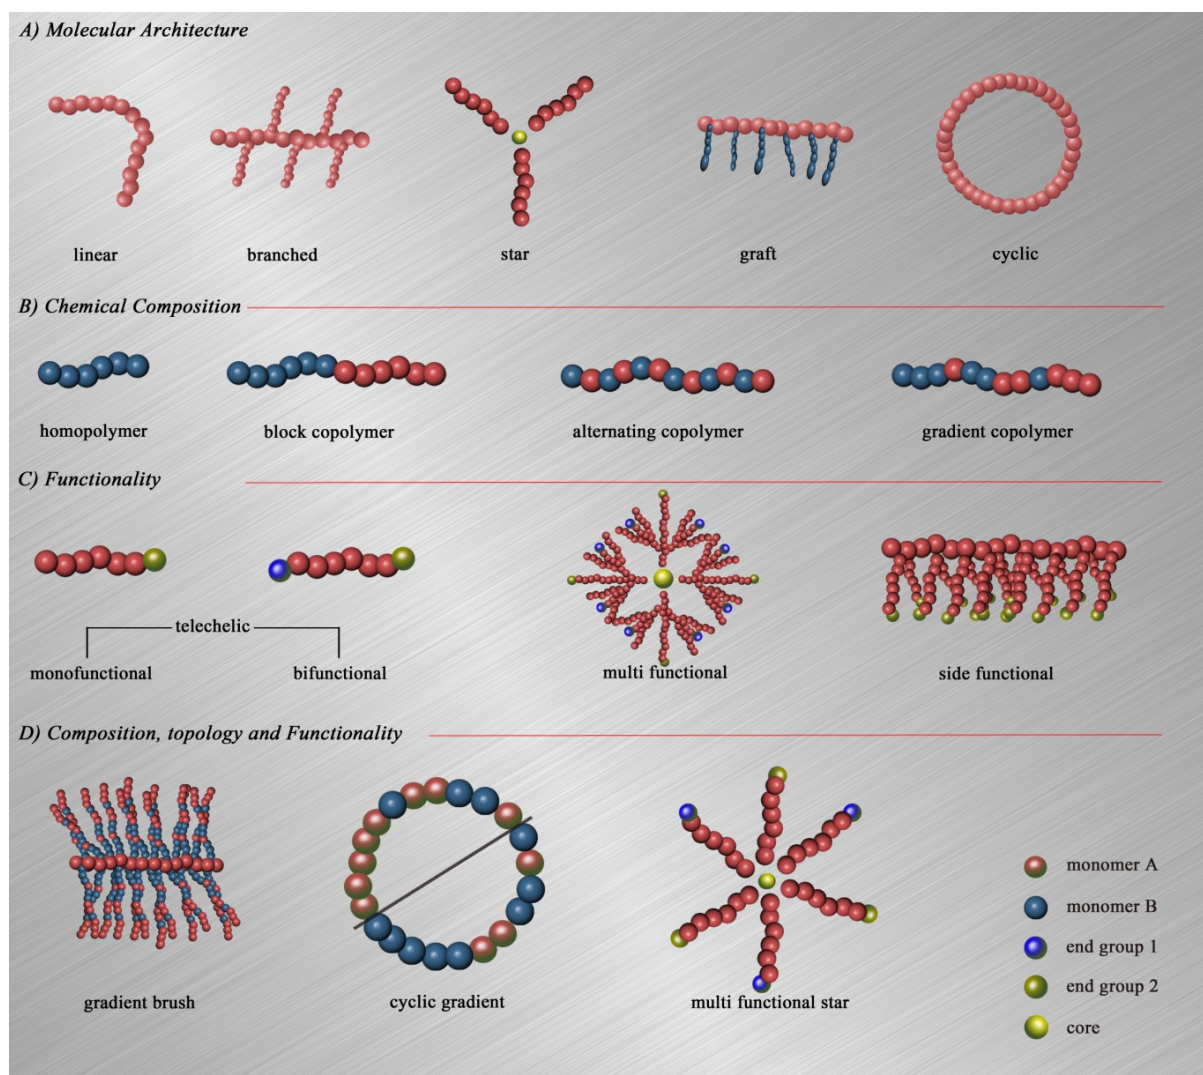 A) Molecular Architecture
linear
branched
star
graft
cyclic
B) Chemical Composition
homopolymer
block copolymer
alternating copolymer
gradient copolymer
C) Functionality
telechelic
monofunctional
bifunctional
multi functional
side functional
D) Composition, topology and Functionality
monomer A
monomer B
end group 1
end group 2
core
gradient brush
cyclic gradient
multi functional star